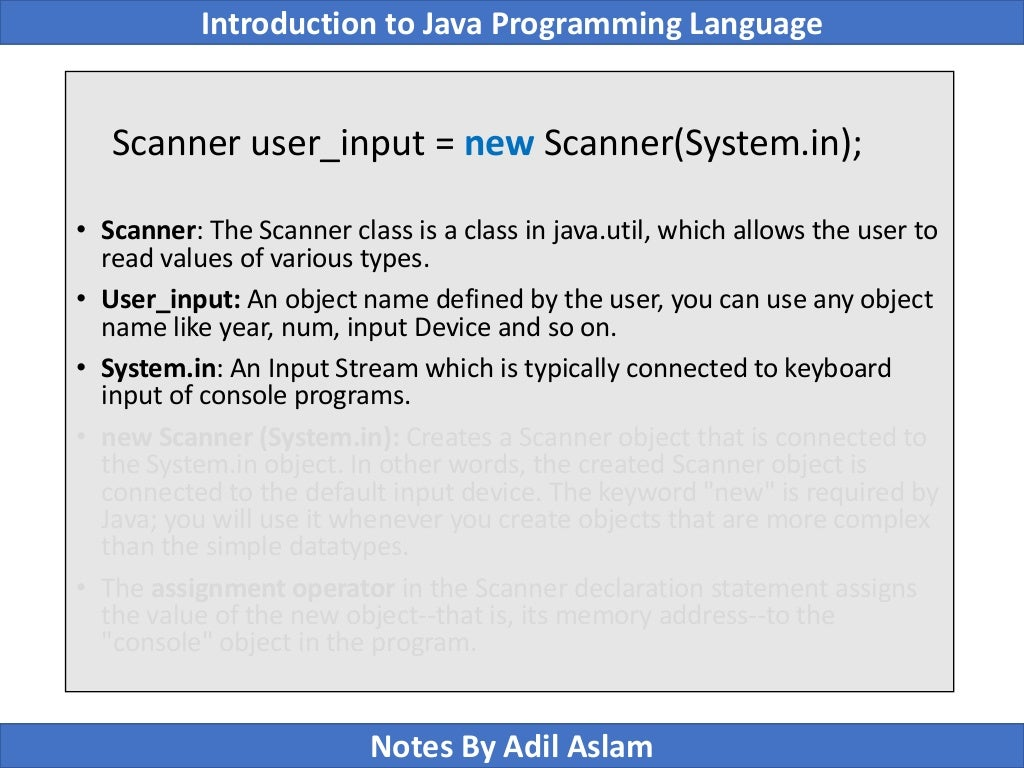 Introduction to Java Programming Language
Scanner user_input = new Scanner(System.in);
• Scanner: The Scanner class is a class in java.util, which allows the user to
read values of various types.
• User_input: An object name defined by the user, you can use any object
name like year, num, input Device and so on.
• System.in: An Input Stream which is typically connected to keyboard
input of console programs.
• new Scanner (System.in): Creates a Scanner object that is connected to
the System.in object. In other words, the created Scanner object is
connected to the default input device. The keyword "new" is required by
Java; you will use it whenever you create objects that are more complex
than the simple datatypes.
• The assignment operator in the Scanner declaration statement assigns
the value of the new object--that is, its memory address--to the
"console" object in the program.
Notes By Adil Aslam